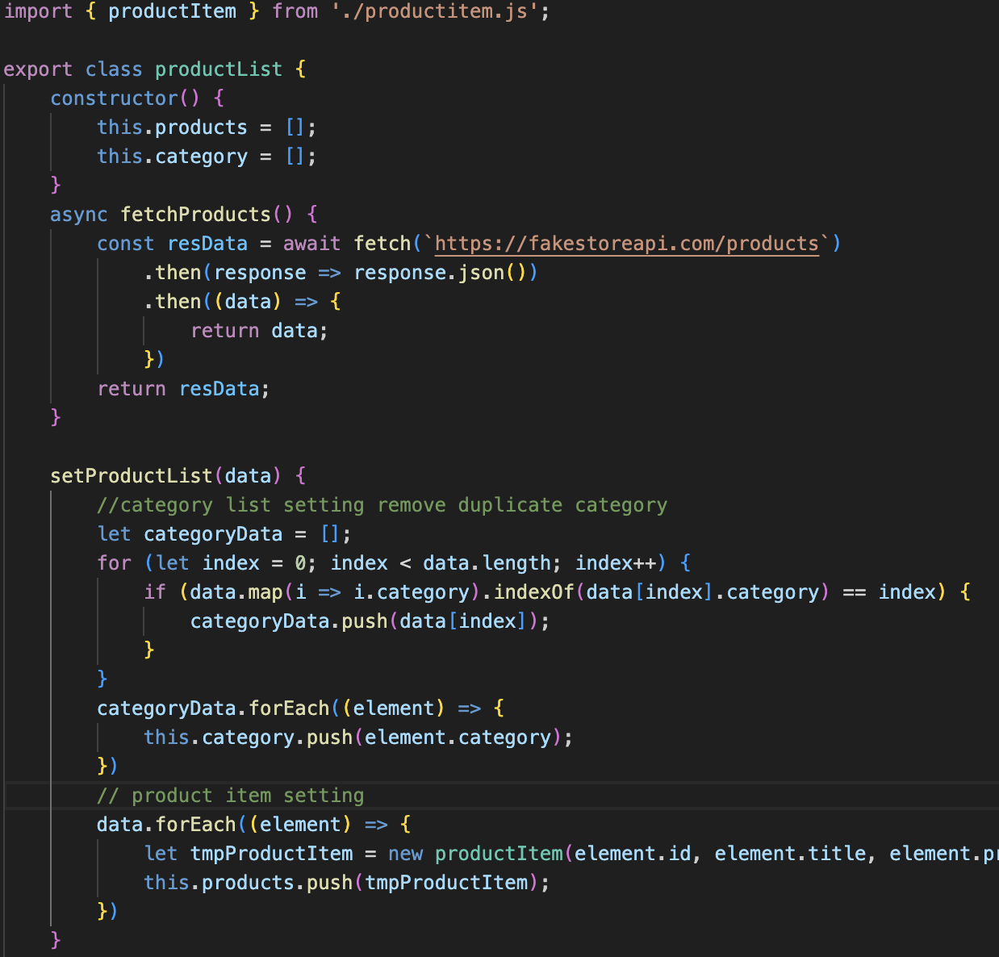 import { productItem } from './productitem.js';
export class productList {
constructor() {
this.products = [];
this.category = [];
}
async fetchProducts() {
const resData = await fetch(`https://fakestoreapi.com/products`)
.then(response => response.json())
.then((data) => {
return data;
})
return resData;
}
setProductList(data) {
//category list setting remove duplicate category
let categoryData = [];
for (let index = 0; index < data.length; index++) {
if (data.map(i => i.category).indexOf(data[index].category) == index) {
categoryData.push(data[index]);
}
}
categoryData.forEach((element) => {
this.category.push(element.category);
})
// product item setting
data.forEach((element) => {
let tmpProductItem = new productItem(element.id, element.title, element.pr
this.products.push(tmpProductItem);
})
}